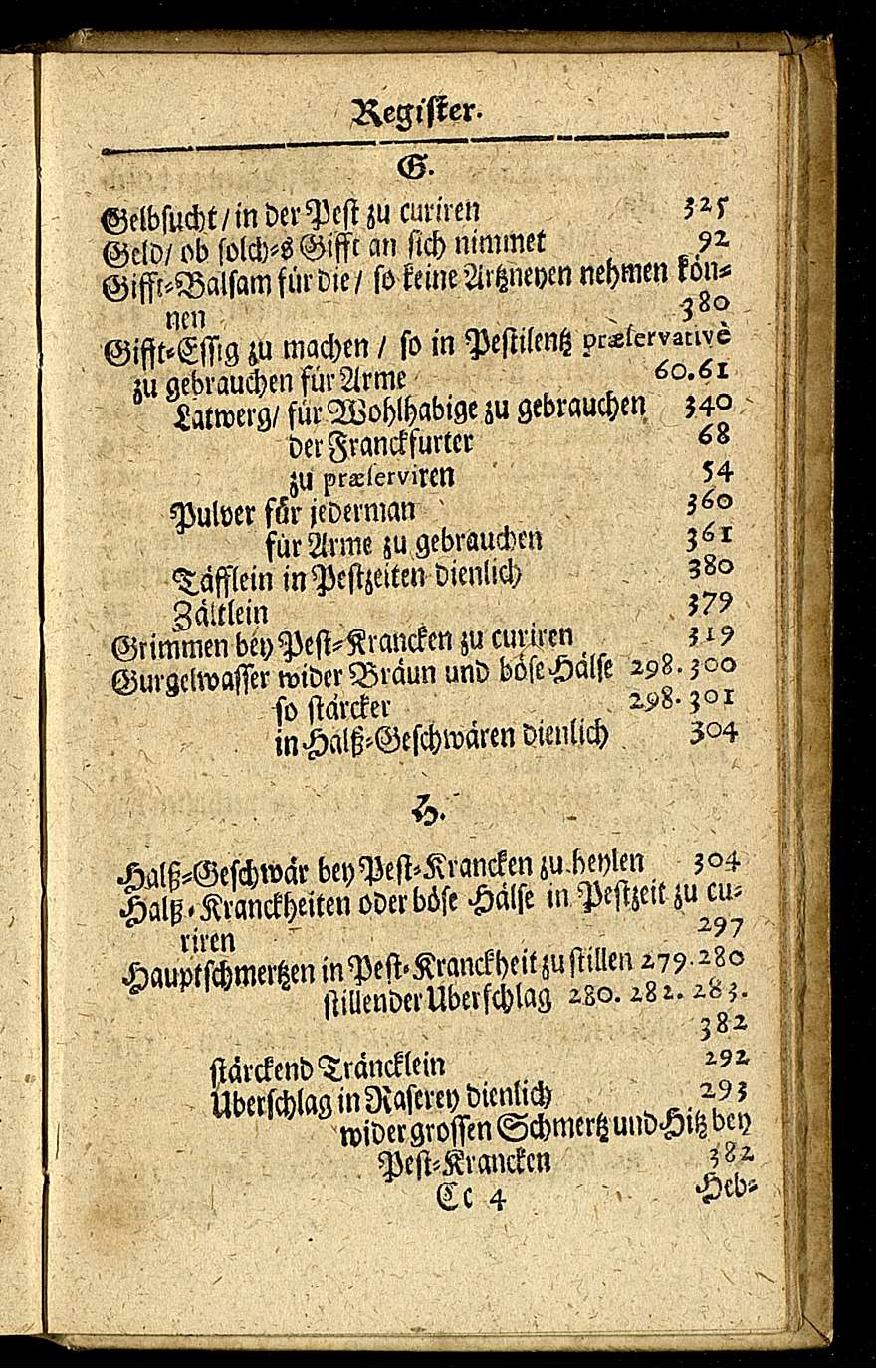 Register.
G.
Gelbsucht / in der Pest zu curiren 325
Geld / ob solch-s Gifft an sich nimmet 92
Gifft-Balsam für die / so keine Artzneyen nehmen kön-
nen 380
Gifft-Essig zu machen / so in Pestilentz præservativè
zu gebrauchen für Arme 60.61
Latwerg / für Wohlhabige zu gebrauchen 340
der Franckfurter 68
zu præserviren 54
Pulver für jederman 360
für Arme zu gebrauchen 361
Täfflein in Pestzeiten dienlich 380
Zältlein 379
Grimmen bey Pest-Krancken zu curiren 319
Gurgelwasser wider Bräun und böse Hälse 298.300
so stärcker 298.301
in Halß-Geschwären dienlich 304
H.
Halß-Geschwär bey Pest-Krancken zu heylen 304
Halß-Kranckheiten oder böse Hälse in Pestzeit zu cu-
riren 297
Hauptschmertzen in Pest-Kranckheit zu stillen 279.280
stillender Uberschlag 280. 282. 283.
382
stärckend Träncklein 292
Uberschlag in Raserey dienlich 293
wider grossen Schmertz und Hitz bey
Pest-Krancken 382
Cc 4 Heb-